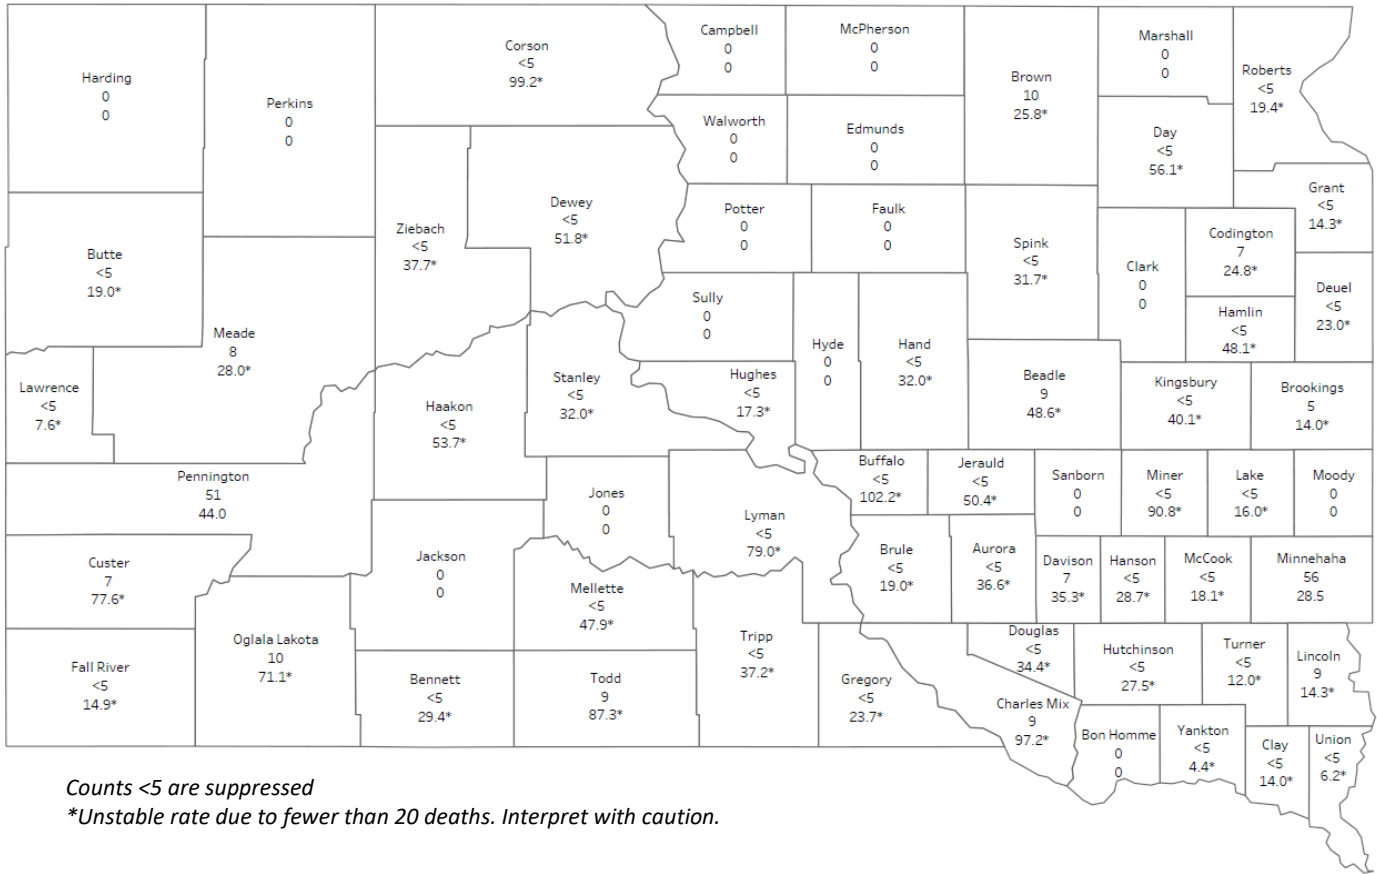 Harding
0
0
Perkins
0
0
Corson
<5
99.2*
Campbell
0
0
McPherson
0
0
Brown
10
25.8*
Marshall
0
0
Roberts
<5
19.4*
Walworth
0
0
Edmunds
0
0
Day
<5
56.1*
Butte
<5
19.0*
Ziebach
<5
37.7*
Dewey
<5
51.8*
Potter
0
0
Faulk
0
0
Spink
<5
31.7*
Clark
0
0
Codington
7
24.8*
Grant
<5
14.3*
Meade
8
28.0*
Sully
0
0
Hyde
0
0
Hand
<5
32.0*
Hamlin
<5
48.1*
Deuel
<5
23.0*
Lawrence
<5
7.6*
Haakon
<5
53.7*
Stanley
<5
32.0*
Hughes
<5
17.3*
Beadle
9
48.6*
Kingsbury
<5
40.1*
Brookings
5
14.0*
Pennington
51
44.0
Jones
0
0
Lyman
<5
79.0*
Buffalo
<5
102.2*
Jerauld
<5
50.4*
Sanborn
0
0
Miner
<5
90.8*
Lake
<5
16.0*
Moody
0
0
Custer
7
77.6*
Jackson
0
0
Mellette
<5
47.9*
Brule
<5
19.0*
Aurora
<5
36.6*
Davison
7
35.3*
Hanson
<5
28.7*
McCook
<5
18.1*
Minnehaha
56
28.5
Fall River
<5
14.9*
Oglala Lakota
10
71.1*
Bennett
<5
29.4*
Todd
9
87.3*
Tripp
<5
37.2*
Gregory
<5
23.7*
Douglas
<5
34.4*
Charles Mix
9
97.2*
Hutchinson
<5
27.5*
Turner
<5
12.0*
Lincoln
9
14.3*
Bon Homme
0
0
Yankton
<5
4.4*
Clay
<5
14.0*
Union
<5
6.2*
Counts <5 are suppressed
*Unstable rate due to fewer than 20 deaths. Interpret with caution.